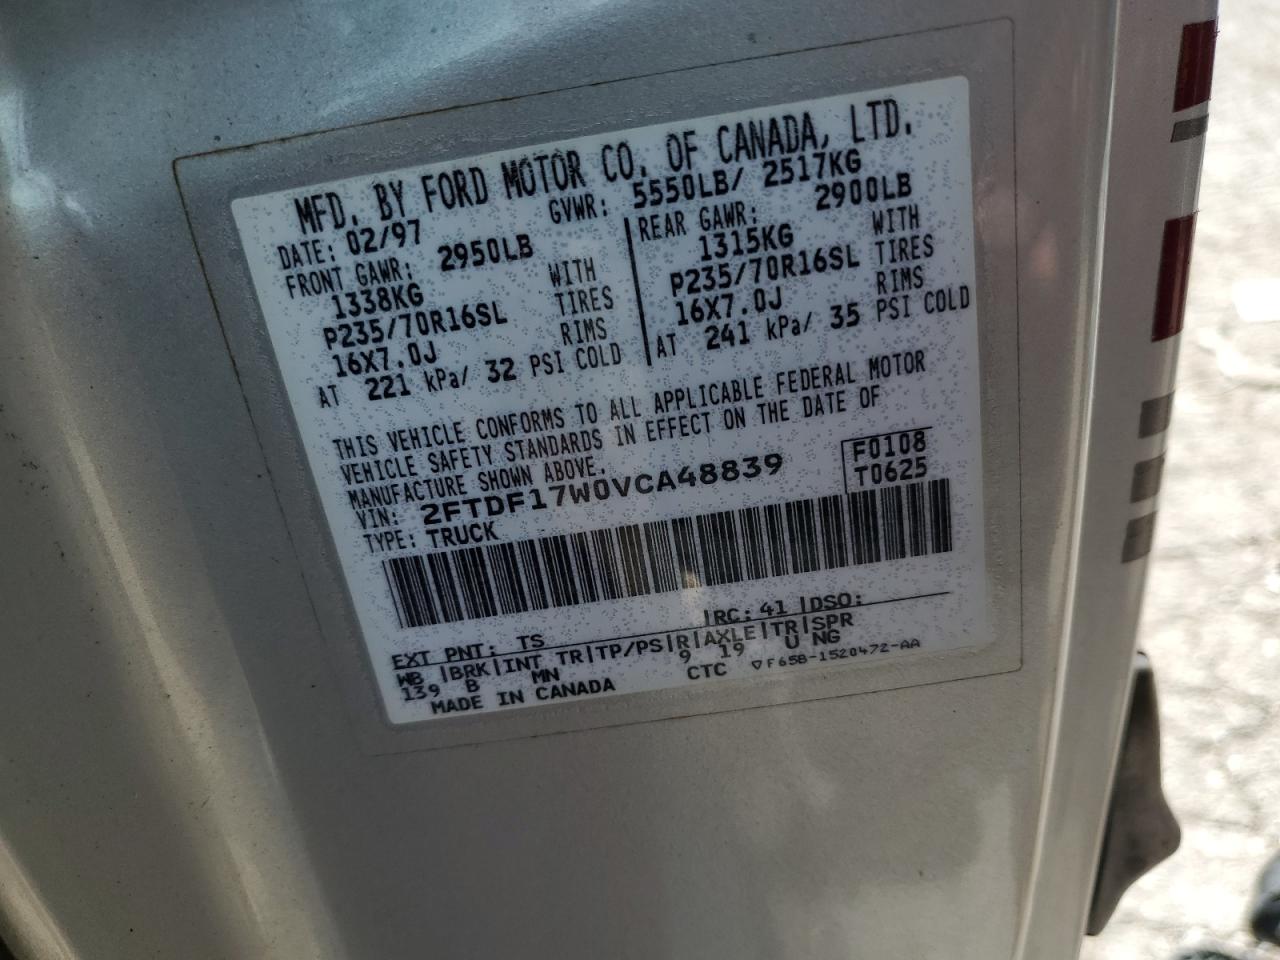 MFD. BY FORD MOTOR CO. OF CANADA, LTD.
DATE: 02/97 GVWR: 5550LB/ 2517KG
FRONT GAWR: 2950LB
1338KG WITH
P235/70R16SL TIRES
16X7.0J RIMS
AT 221 kPa/ 32 PSI COLD
REAR GAWR: 2900LB
1315KG WITH
P235/70R16SL TIRES
16X7.0J RIMS
AT 241 kPa/ 35 PSI COLD
THIS VEHICLE CONFORMS TO ALL APPLICABLE FEDERAL MOTOR
VEHICLE SAFETY STANDARDS IN EFFECT ON THE DATE OF
MANUFACTURE SHOWN ABOVE.
VIN: 2FTDF17W0VCA48839
TYPE: TRUCK
F0108
T0625
EXT PNT: TS |RC: 41 |DSO:
WB |BRK|INT TR|TP/PS|R|AXLE|TR|SPR
139 B MN 9 19 U NG
MADE IN CANADA CTC ▽F65B-1520472-AA